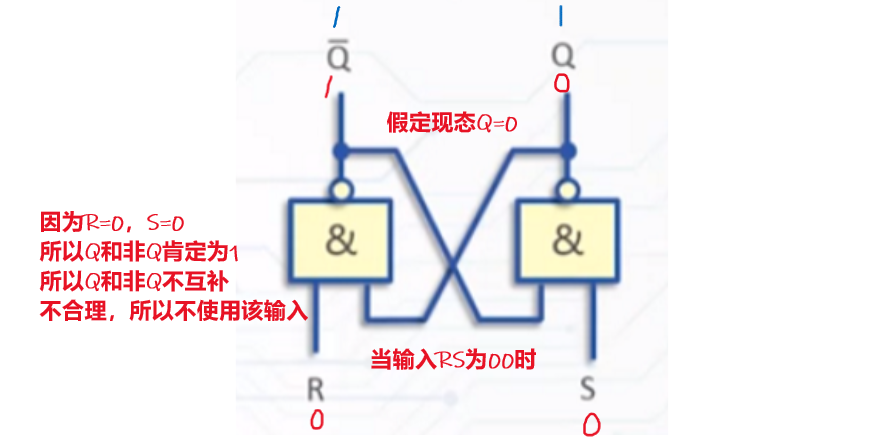 1 1
Q̅ Q
1 0
假定现态Q=0
& &
因为R=0，S=0
所以Q和非Q肯定为1
所以Q和非Q不互补
不合理，所以不使用该输入
当输入RS为00时
R S
0 0